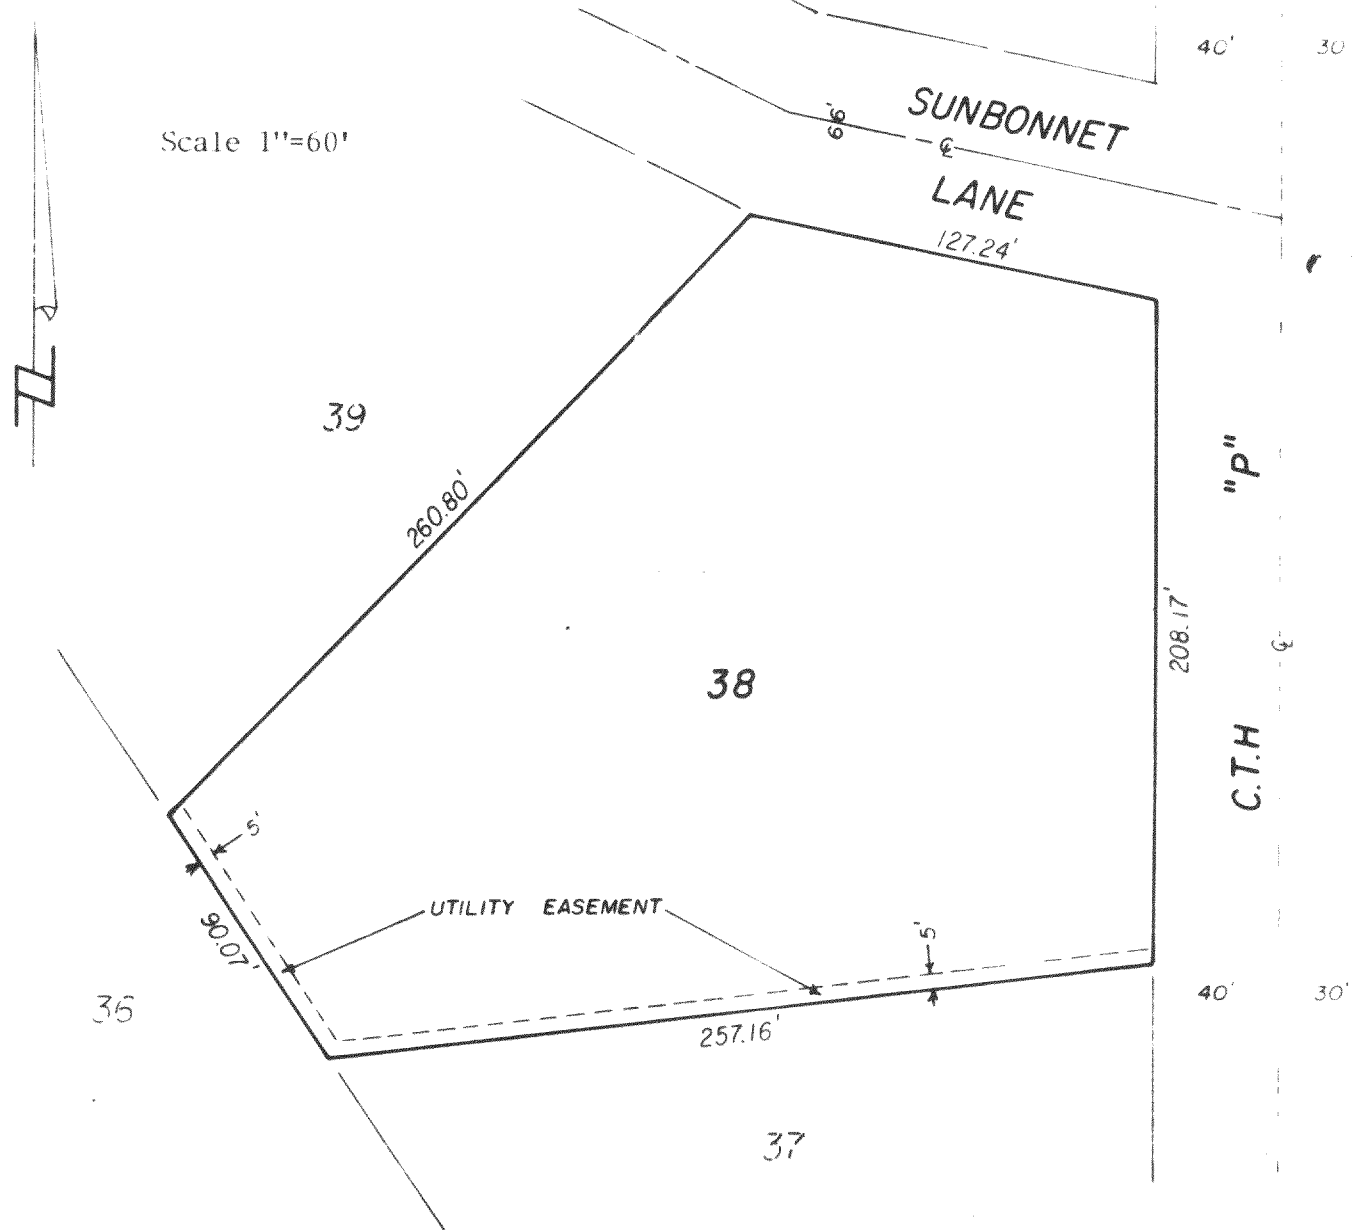 40' 30
SUNBONNET
66'
℄
Scale 1"=60'
LANE
127.24'
N
39
"P"
260.80'
208.17'
℄
38
C.T.H
5'
UTILITY EASEMENT
5'
90.07'
36
40' 30'
257.16'
37